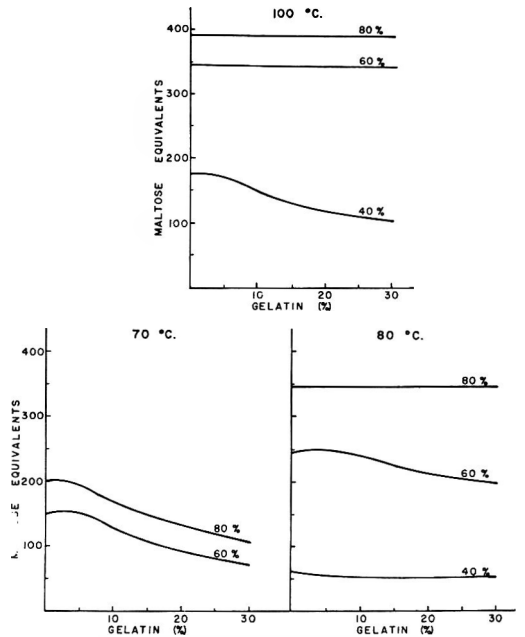 100 °C.
400
300
200
100
MALTOSE EQUIVALENTS
80 %
60 %
40 %
10 20 30
GELATIN (%)
70 °C.
400
300
200
100
EQUIVALENTS
80 %
60 %
10 20 30
GELATIN (%)
80 °C.
80 %
60 %
40 %
10 20 30
GELATIN (%)